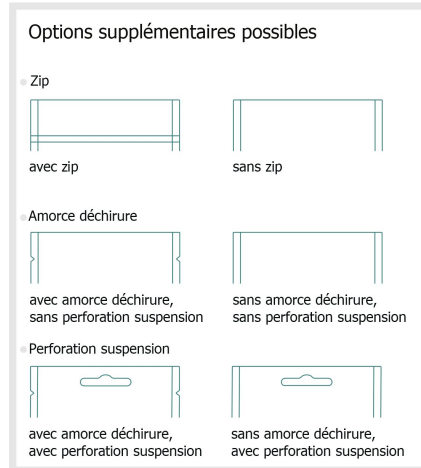 Options supplémentaires possibles
Zip
avec zip
sans zip
Amorce déchirure
avec amorce déchirure,
sans perforation suspension
sans amorce déchirure,
sans perforation suspension
Perforation suspension
avec amorce déchirure,
avec perforation suspension
sans amorce déchirure,
avec perforation suspension